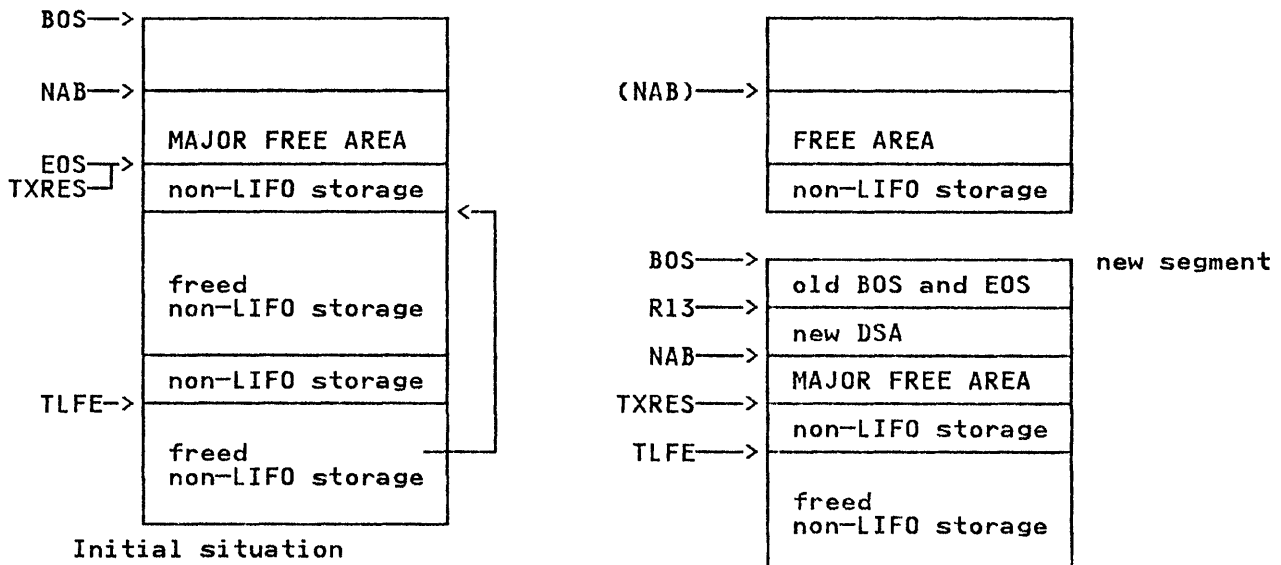 BOS
NAB
MAJOR FREE AREA
EOS
TXRES
non-LIFO storage
freed
non-LIFO storage
non-LIFO storage
TLFE
freed
non-LIFO storage
Initial situation
(NAB)
FREE AREA
non-LIFO storage
BOS
new segment
old BOS and EOS
R13
new DSA
NAB
MAJOR FREE AREA
TXRES
non-LIFO storage
TLFE
freed
non-LIFO storage